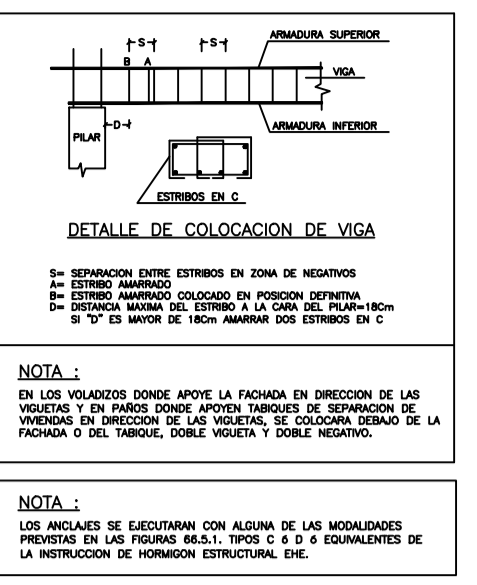 ARMADURA SUPERIOR
S S
B A
VIGA
D
PILAR
ARMADURA INFERIOR
ESTRIBOS EN C
DETALLE DE COLOCACION DE VIGA
S= SEPARACION ENTRE ESTRIBOS EN ZONA DE NEGATIVOS
A= ESTRIBO AMARRADO
B= ESTRIBO AMARRADO COLOCADO EN POSICION DEFINITIVA
D= DISTANCIA MAXIMA DEL ESTRIBO A LA CARA DEL PILAR=18Cm
SI "D" ES MAYOR DE 18Cm AMARRAR DOS ESTRIBOS EN C
NOTA :
EN LOS VOLADIZOS DONDE APOYE LA FACHADA EN DIRECCION DE LAS
VIGUETAS Y EN PAÑOS DONDE APOYEN TABIQUES DE SEPARACION DE
VIVIENDAS EN DIRECCION DE LAS VIGUETAS, SE COLOCARA DEBAJO DE LA
FACHADA O DEL TABIQUE, DOBLE VIGUETA Y DOBLE NEGATIVO.
NOTA :
LOS ANCLAJES SE EJECUTARAN CON ALGUNA DE LAS MODALIDADES
PREVISTAS EN LAS FIGURAS 66.5.1. TIPOS C ó D ó EQUIVALENTES DE
LA INSTRUCCION DE HORMIGON ESTRUCTURAL EHE.